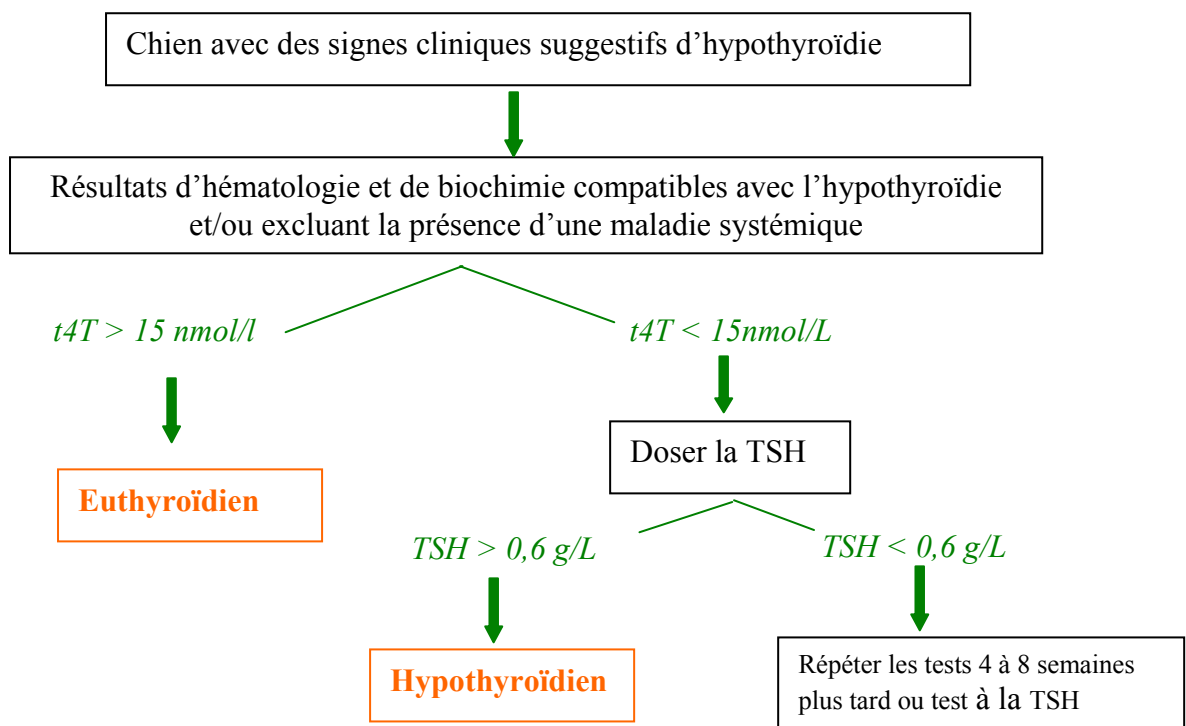 Chien avec des signes cliniques suggestifs d'hypothyroïdie
Résultats d'hématologie et de biochimie compatibles avec l'hypothyroïdie
et/ou excluant la présence d'une maladie systémique
t4T > 15 nmol/l
t4T < 15nmol/L
Doser la TSH
Euthyroïdien
TSH > 0,6 g/L
TSH < 0,6 g/L
Hypothyroïdien
Répéter les tests 4 à 8 semaines
plus tard ou test à la TSH